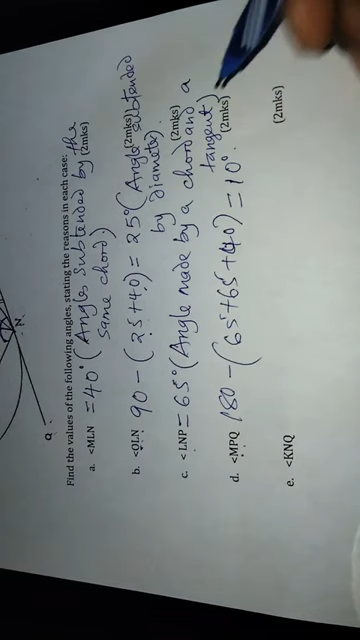 Q
N
Find the values of the following angles, stating the reasons in each case:
a. <MLN = 40° (Angles Subtended by the (2mks)
same chord)
b. <OLN 90 - (25+40) = 25° (Angle subtended (2mks)
by diameter).
c. <LNP = 65° (Angle made by a chord and a (2mks)
tangent)
d. <MPQ 180 - (65+65+40) = 10°. (2mks)
e. <KNQ (2mks)